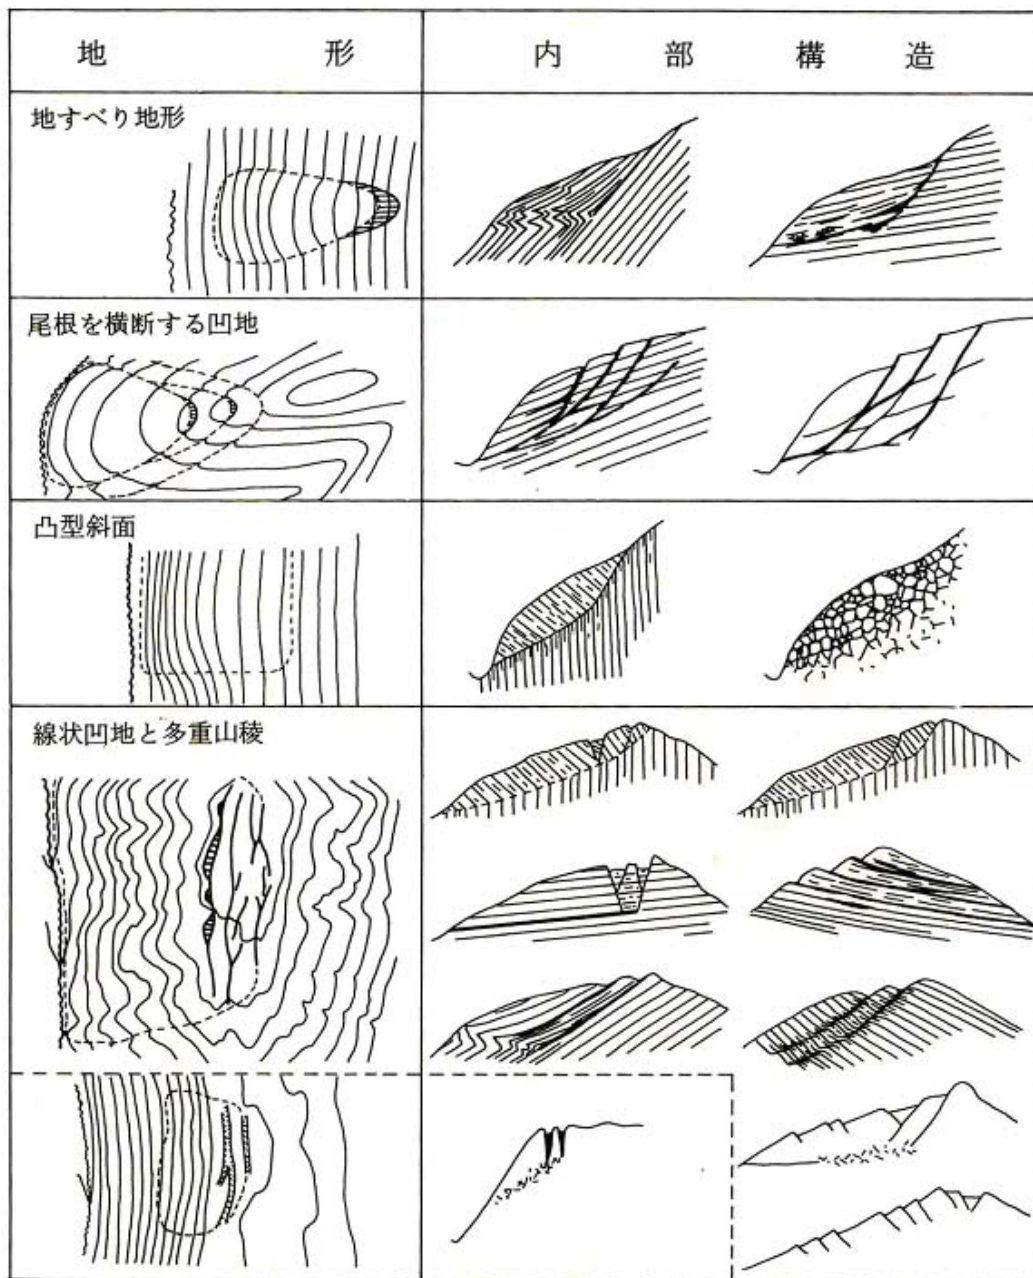 地形
内部構造
地すべり地形
尾根を横断する凹地
凸型斜面
線状凹地と多重山稜